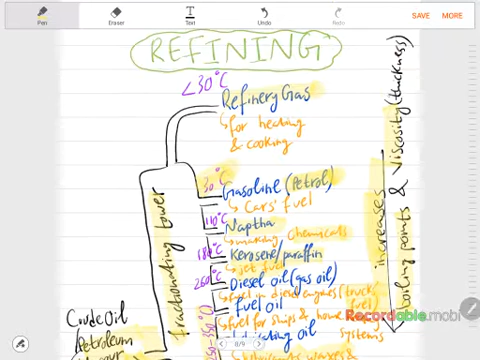 Pen
Eraser
Text
Undo
Redo
SAVE
MORE
REFINING
<30°C
Refinery Gas
for heating
& cooking
30°C
Gasoline (Petrol)
Cars' fuel
110°C
Naptha
making chemicals
180°C
Kerosene/paraffin
jet fuel
260°C
Diesel oil (gas oil)
fuel in diesel engines (trucks
fuel)
Fuel oil
fuel for ships & home
systems
oil
fractionating tower
Crude Oil
Petroleum
increases
boiling points & viscosity (thickness)
8/9
Recordable.mobi